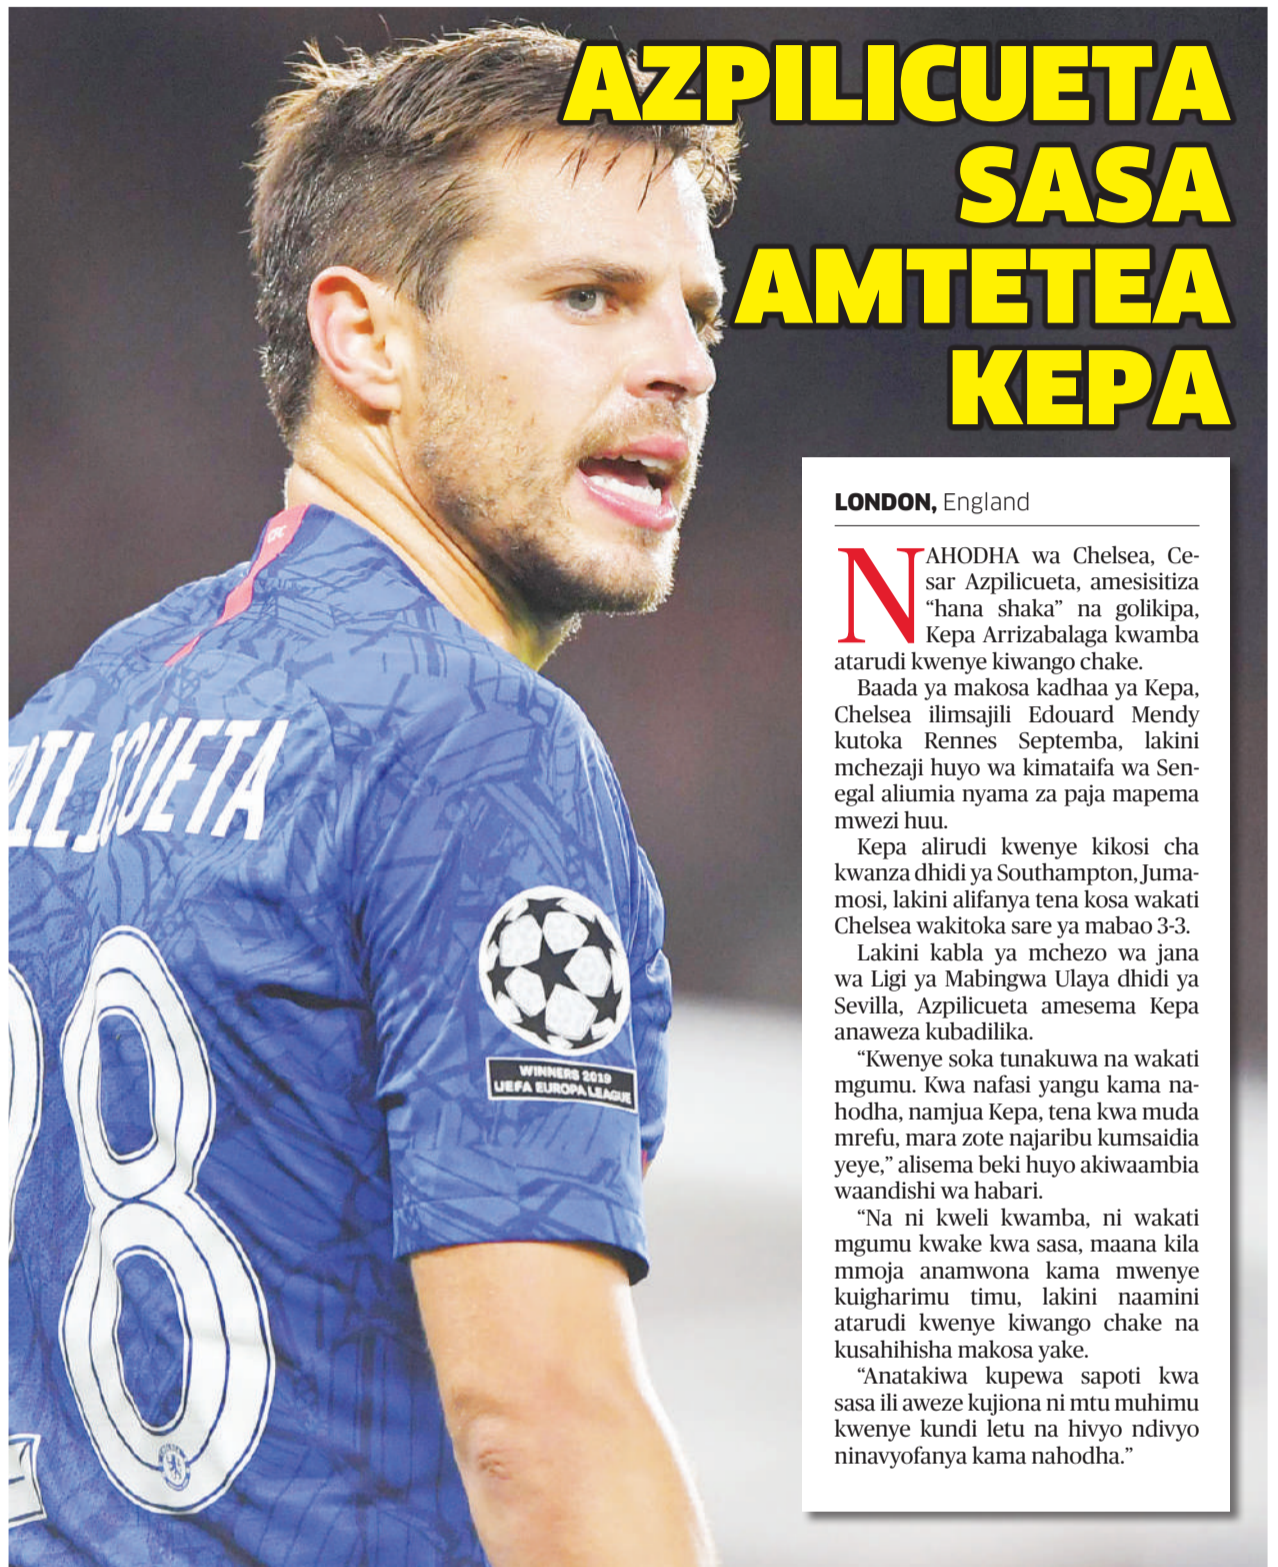 AZPILICUETA
SASA
AMTETEA
KEPA
LONDON, England
NAHODHA wa Chelsea, Ce-
sar Azpilicueta, amesisitiza
“hana shaka” na golikipa,
Kepa Arrizabalaga kwamba
atarudi kwenye kiwango chake.
Baada ya makosa kadhaa ya Kepa,
Chelsea ilimsajili Edouard Mendy
kutoka Rennes Septemba, lakini
mchezaji huyo wa kimataifa wa Sen-
egal aliumia nyama za paja mapema
mwezi huu.
Kepa alirudi kwenye kikosi cha
kwanza dhidi ya Southampton, Juma-
mosi, lakini alifanya tena kosa wakati
Chelsea wakitoka sare ya mabao 3-3.
Lakini kabla ya mchezo wa jana
wa Ligi ya Mabingwa Ulaya dhidi ya
Sevilla, Azpilicueta amesema Kepa
anaweza kubadilika.
“Kwenye soka tunakuwa na wakati
mgumu. Kwa nafasi yangu kama na-
hodha, namjua Kepa, tena kwa muda
mrefu, mara zote najaribu kumsaidia
yeye,” alisema beki huyo akiwaambia
waandishi wa habari.
“Na ni kweli kwamba, ni wakati
mgumu kwake kwa sasa, maana kila
mmoja anamwona kama mwenye
kuigharimu timu, lakini naamini
atarudi kwenye kiwango chake na
kusahihisha makosa yake.
“Anatakiwa kupewa sapoti kwa
sasa ili aweze kujiona ni mtu muhimu
kwenye kundi letu na hivyo ndivyo
ninavyofanya kama nahodha.”
PILICUETA
28
WINNERS 2019
UEFA EUROPA LEAGUE